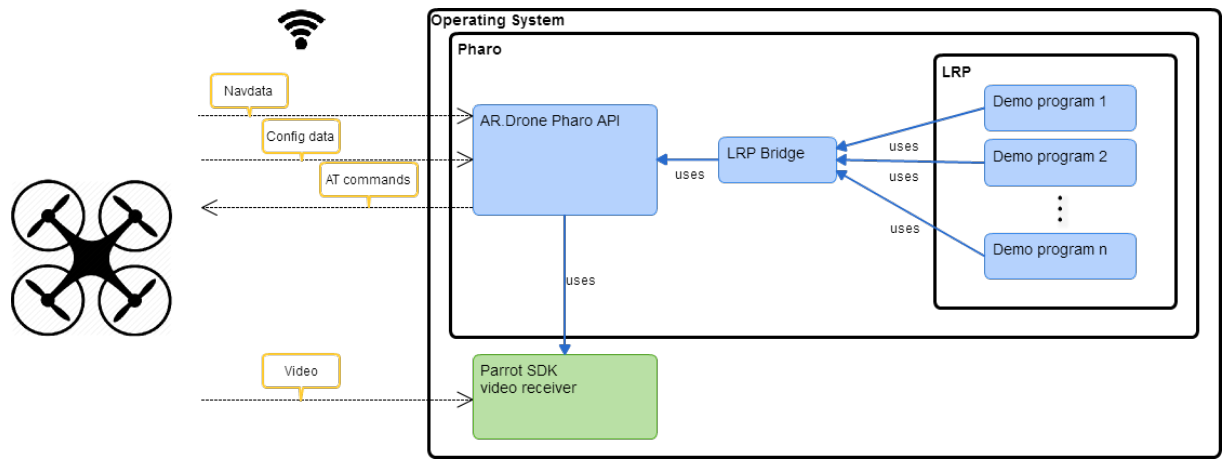 Operating System
Pharo
LRP
Navdata
Config data
AT commands
AR.Drone Pharo API
LRP Bridge
Demo program 1
Demo program 2
Demo program n
uses
uses
uses
uses
uses
Video
Parrot SDK
video receiver